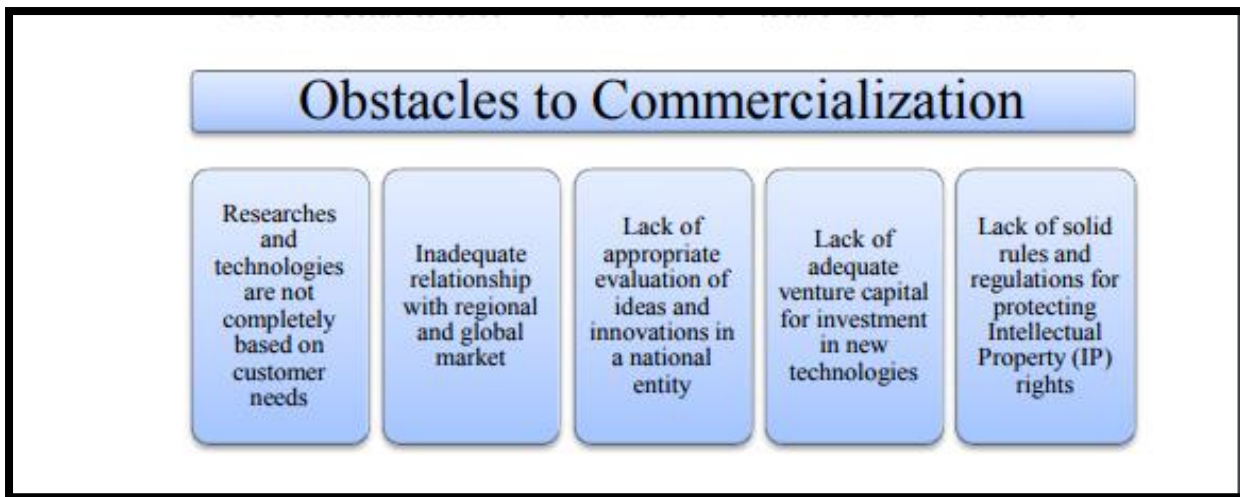 Obstacles to Commercialization
Researches
and
technologies
are not
completely
based on
customer
needs
Inadequate
relationship
with regional
and global
market
Lack of
appropriate
evaluation of
ideas and
innovations in
a national
entity
Lack of
adequate
venture capital
for investment
in new
technologies
Lack of solid
rules and
regulations for
protecting
Intellectual
Property (IP)
rights